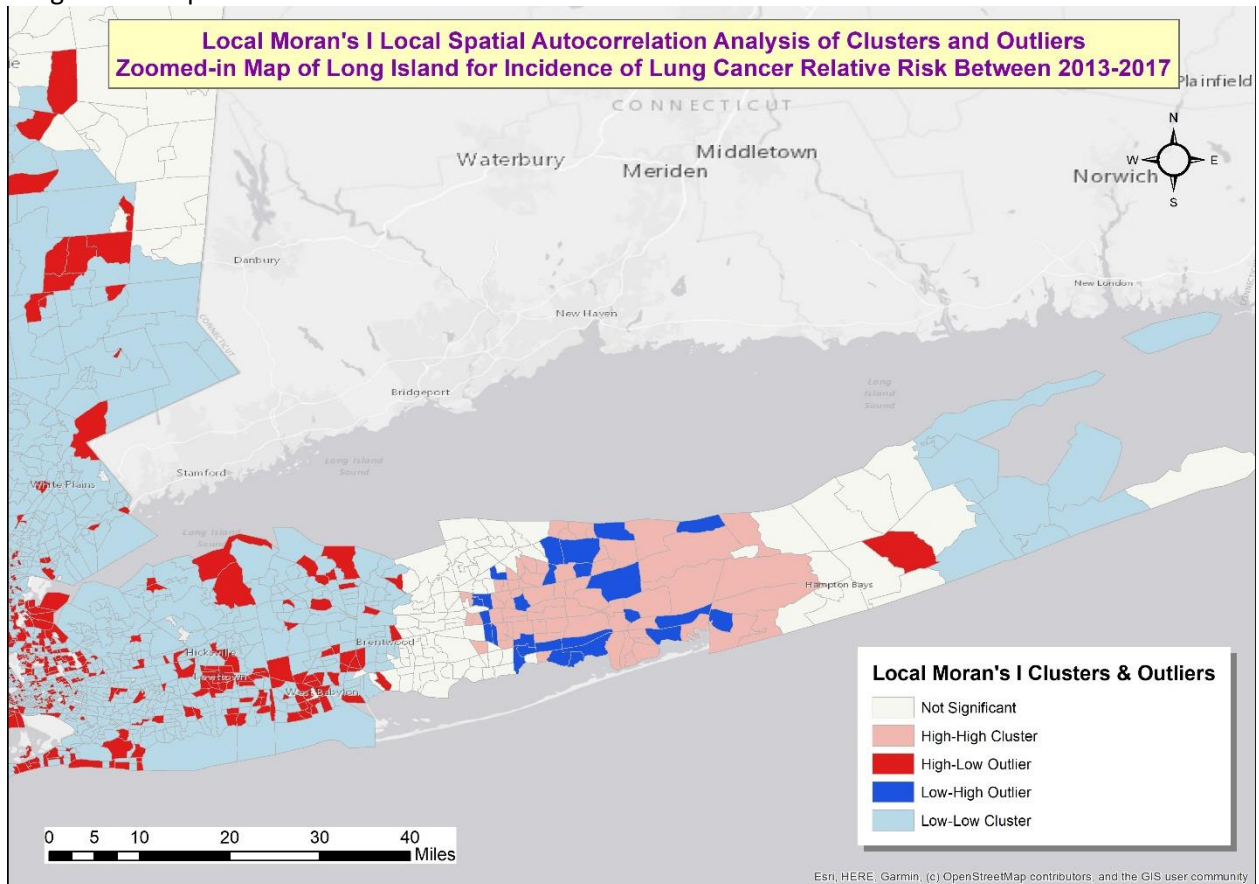 Local Moran's I Local Spatial Autocorrelation Analysis of Clusters and Outliers
Zoomed-in Map of Long Island for Incidence of Lung Cancer Relative Risk Between 2013-2017
Plainfield
CONNECTICUT
N
W
E
S
Waterbury
Middletown
Meriden
Norwich
Danbury
New London
CONNECTICUT
New Haven
Bridgeport
Long
Island
Sound
Stamford
Long Island
Sound
White Plains
Long Island
Sound
Hampton Bays
Brentwood
Hicksville
Levittown
West Babylon
Local Moran's I Clusters & Outliers
Not Significant
High-High Cluster
High-Low Outlier
Low-High Outlier
Low-Low Cluster
0 5 10 20 30 40
Miles
Esri, HERE, Garmin, (c) OpenStreetMap contributors, and the GIS user community